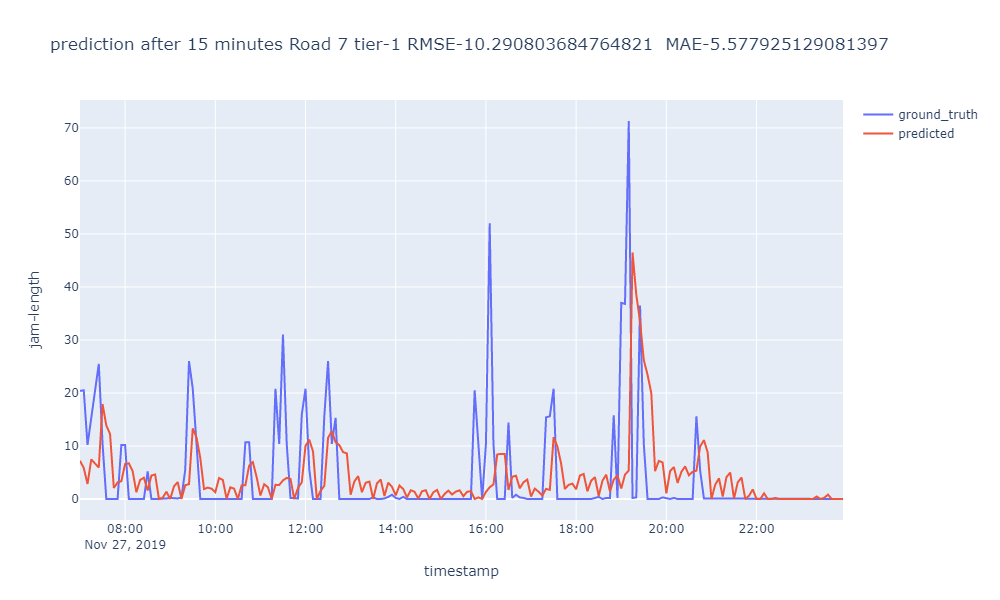 prediction after 15 minutes Road 7 tier-1 RMSE-10.290803684764821  MAE-5.577925129081397
ground_truth
predicted
70
60
50
40
30
20
10
0
jam-length
08:00 10:00 12:00 14:00 16:00 18:00 20:00 22:00
Nov 27, 2019
timestamp